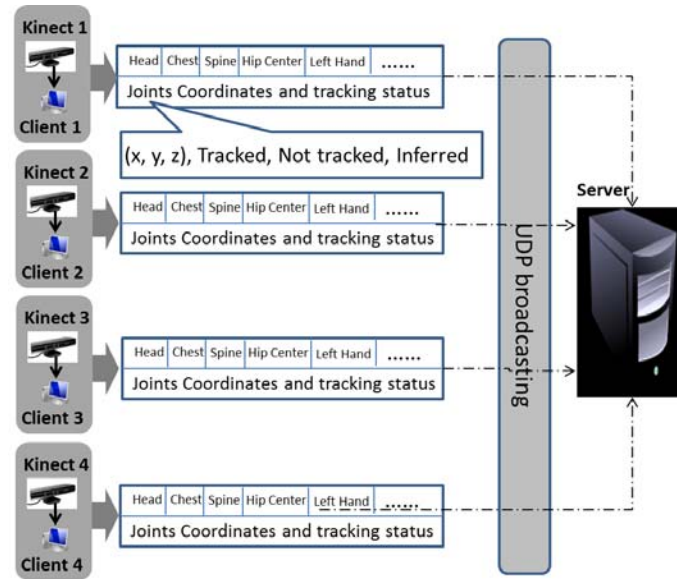 Kinect 1
Client 1
Head Chest Spine Hip Center Left Hand ......
Joints Coordinates and tracking status
(x, y, z), Tracked, Not tracked, Inferred
Kinect 2
Client 2
Head Chest Spine Hip Center Left Hand ......
Joints Coordinates and tracking status
Kinect 3
Client 3
Head Chest Spine Hip Center Left Hand ......
Joints Coordinates and tracking status
Kinect 4
Client 4
Head Chest Spine Hip Center Left Hand ......
Joints Coordinates and tracking status
UDP broadcasting
Server